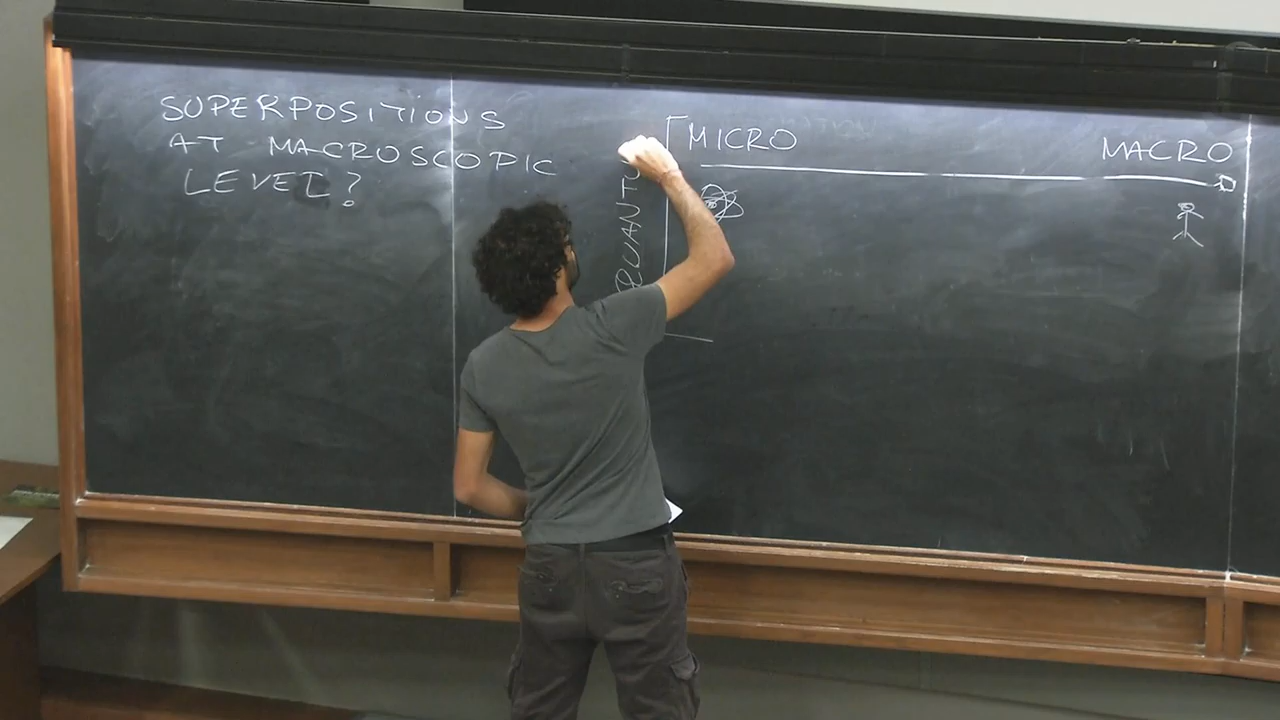 SUPERPOSITIONS
AT MACROSCOPIC
LEVEL?
MICRO
MACRO
QUANTU